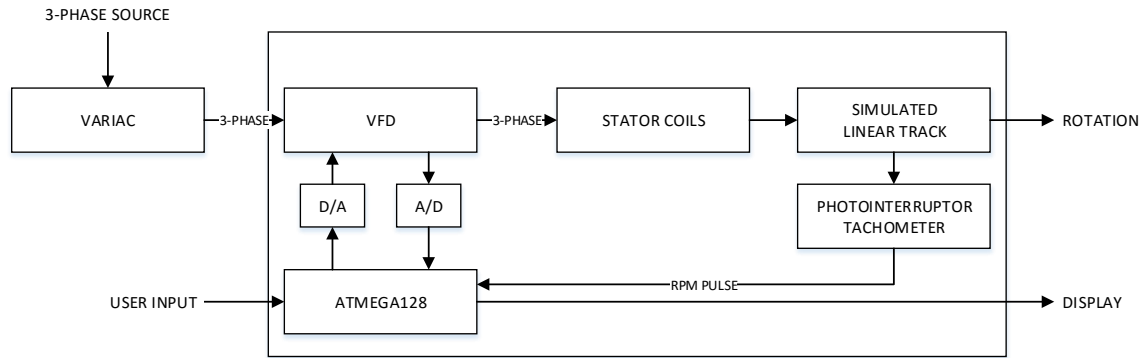 3-PHASE SOURCE
VARIAC
3-PHASE
VFD
3-PHASE
STATOR COILS
SIMULATED
LINEAR TRACK
ROTATION
D/A
A/D
PHOTOINTERRUPTOR
TACHOMETER
RPM PULSE
USER INPUT
ATMEGA128
DISPLAY